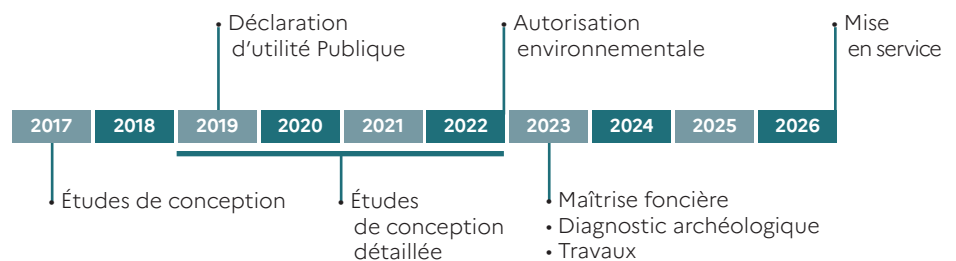 • Déclaration
d'utilité Publique
• Autorisation
environnementale
• Mise
en service
2017 2018 2019 2020 2021 2022 2023 2024 2025 2026
• Études de conception
• Études
de conception
détaillée
• Maîtrise foncière
• Diagnostic archéologique
• Travaux